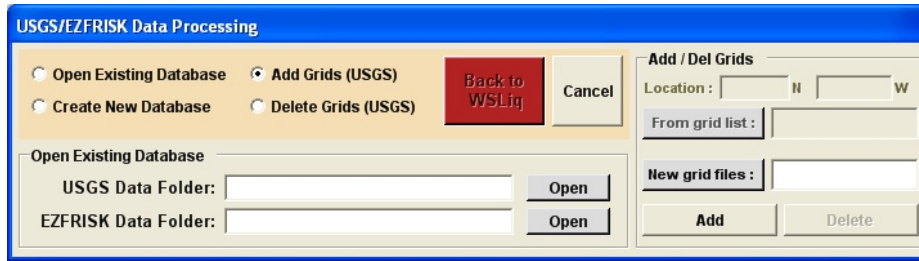 USGS/EZFRISK Data Processing
Open Existing Database
Add Grids (USGS)
Create New Database
Delete Grids (USGS)
Back to
WSLiq
Cancel
Add / Del Grids
Location : N W
From grid list :
New grid files :
Add Delete
Open Existing Database
USGS Data Folder: Open
EZFRISK Data Folder: Open